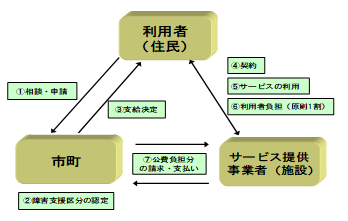 利用者
（住民）
④契約
①相談・申請
⑤サービスの利用
③支給決定
⑥利用者負担（原則1割）
市町
⑦公費負担分
の請求・支払い
サービス提供
事業者（施設）
②障害支援区分の認定